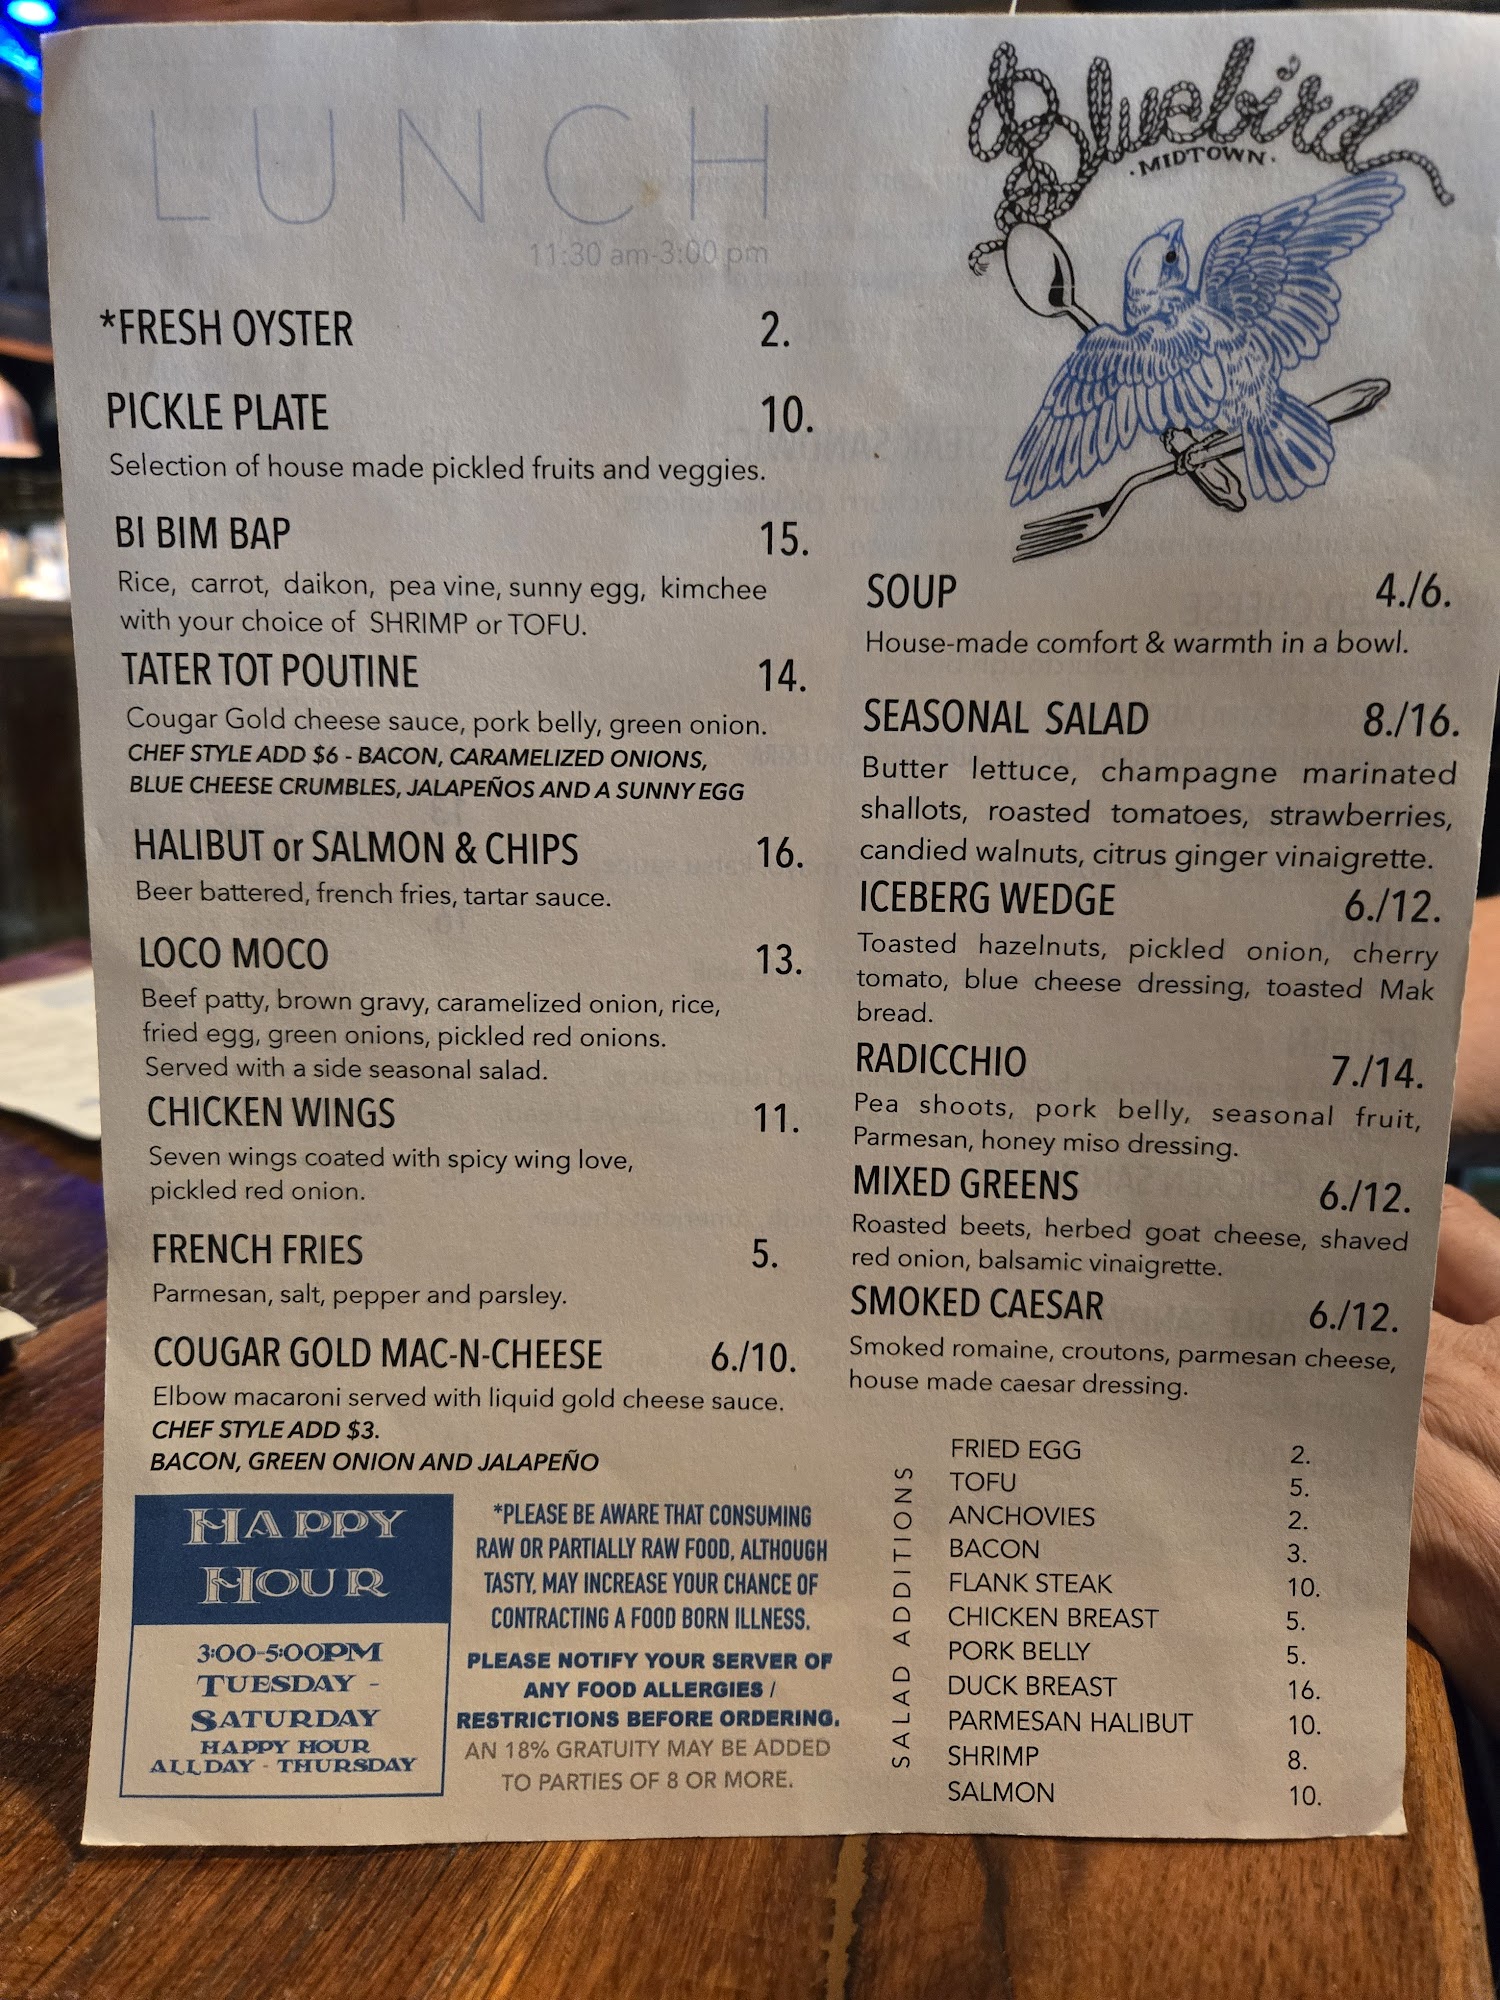 LUNCH
11:30 am-3:00 pm
*FRESH OYSTER 2.
PICKLE PLATE 10.
Selection of house made pickled fruits and veggies.
BI BIM BAP 15.
Rice, carrot, daikon, pea vine, sunny egg, kimchee
with your choice of SHRIMP or TOFU.
TATER TOT POUTINE 14.
Cougar Gold cheese sauce, pork belly, green onion.
CHEF STYLE ADD $6 - BACON, CARAMELIZED ONIONS,
BLUE CHEESE CRUMBLES, JALAPEÑOS AND A SUNNY EGG
HALIBUT or SALMON & CHIPS 16.
Beer battered, french fries, tartar sauce.
LOCO MOCO 13.
Beef patty, brown gravy, caramelized onion, rice,
fried egg, green onions, pickled red onions.
Served with a side seasonal salad.
CHICKEN WINGS 11.
Seven wings coated with spicy wing love,
pickled red onion.
FRENCH FRIES 5.
Parmesan, salt, pepper and parsley.
COUGAR GOLD MAC-N-CHEESE 6./10.
Elbow macaroni served with liquid gold cheese sauce.
CHEF STYLE ADD $3.
BACON, GREEN ONION AND JALAPEÑO
HAPPY
HOUR
3:00-5:00PM
TUESDAY -
SATURDAY
HAPPY HOUR
ALL DAY - THURSDAY
*PLEASE BE AWARE THAT CONSUMING
RAW OR PARTIALLY RAW FOOD, ALTHOUGH
TASTY, MAY INCREASE YOUR CHANCE OF
CONTRACTING A FOOD BORN ILLNESS.
PLEASE NOTIFY YOUR SERVER OF
ANY FOOD ALLERGIES /
RESTRICTIONS BEFORE ORDERING.
AN 18% GRATUITY MAY BE ADDED
TO PARTIES OF 8 OR MORE.
Bluebird
·MIDTOWN·
SOUP 4./6.
House-made comfort & warmth in a bowl.
SEASONAL SALAD 8./16.
Butter lettuce, champagne marinated
shallots, roasted tomatoes, strawberries,
candied walnuts, citrus ginger vinaigrette.
ICEBERG WEDGE 6./12.
Toasted hazelnuts, pickled onion, cherry
tomato, blue cheese dressing, toasted Mak
bread.
RADICCHIO 7./14.
Pea shoots, pork belly, seasonal fruit,
Parmesan, honey miso dressing.
MIXED GREENS 6./12.
Roasted beets, herbed goat cheese, shaved
red onion, balsamic vinaigrette.
SMOKED CAESAR 6./12.
Smoked romaine, croutons, parmesan cheese,
house made caesar dressing.
SALAD ADDITIONS
FRIED EGG 2.
TOFU 5.
ANCHOVIES 2.
BACON 3.
FLANK STEAK 10.
CHICKEN BREAST 5.
PORK BELLY 5.
DUCK BREAST 16.
PARMESAN HALIBUT 10.
SHRIMP 8.
SALMON 10.